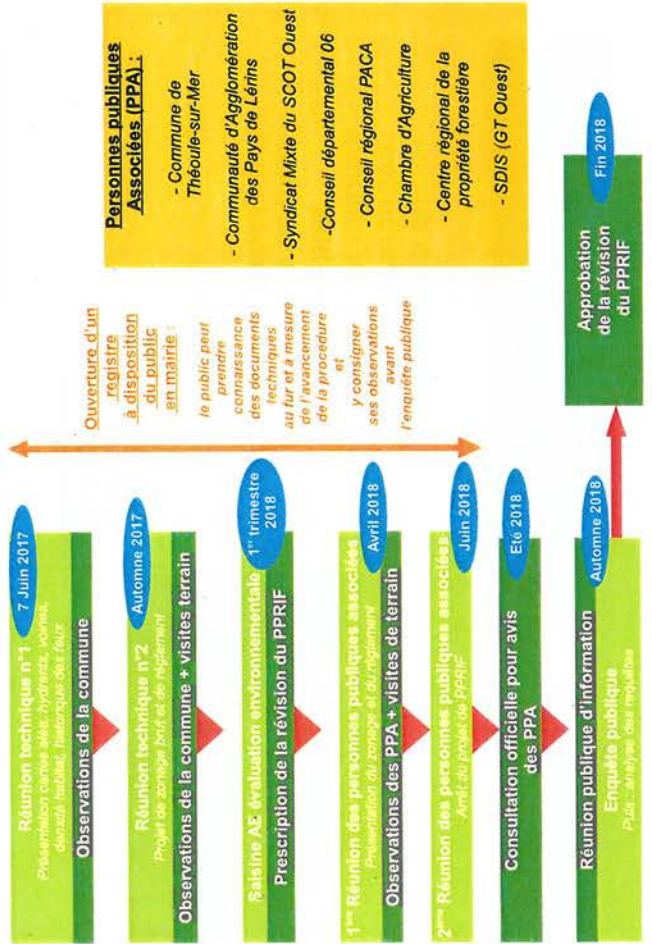 Réunion technique n°1
7 Juin 2017
Présentation cartes aléa, hydrants, voiries,
densité habitat, historique des feux
Observations de la commune
Réunion technique n°2
Automne 2017
Projet de zonage brut et de règlement
Observations de la commune + visites terrain
Saisine AE évaluation environnementale
1er trimestre
2018
Prescription de la révision du PPRIF
1ère Réunion des personnes publiques associées
Présentation du zonage et du règlement
Avril 2018
Observations des PPA + visites de terrain
2ème Réunion des personnes publiques associées
Arrêt du projet de PPRIF
Juin 2018
Consultation officielle pour avis
des PPA
Eté 2018
Réunion publique d'information
Automne 2018
Enquête publique
Puis : analyse des requêtes
Approbation
de la révision
du PPRIF
Fin 2018
Ouverture d'un
registre
à disposition
du public
en mairie :
le public peut
prendre
connaissance
des documents
techniques
au fur et à mesure
de l'avancement
de la procedure
et
y consigner
ses observations
avant
l'enquête publique
Personnes publiques
Associées (PPA) :
- Commune de
Théoule-sur-Mer
- Communauté d'Agglomération
des Pays de Lérins
- Syndicat Mixte du SCOT Ouest
-Conseil départemental 06
- Conseil régional PACA
- Chambre d'Agriculture
- Centre régional de la
propriété forestière
- SDIS (GT Ouest)